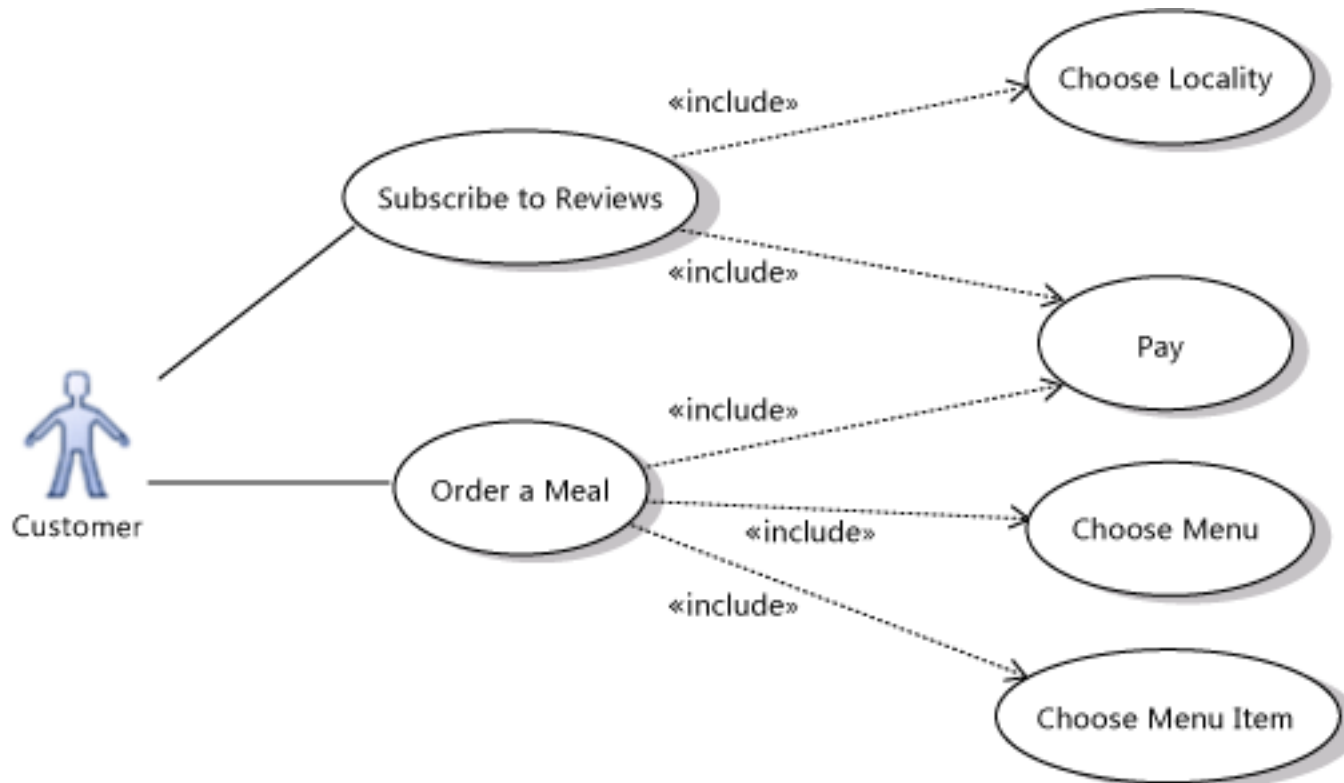 Choose Locality
«include»
Subscribe to Reviews
«include»
Pay
«include»
Order a Meal
Customer
Choose Menu
«include»
«include»
Choose Menu Item